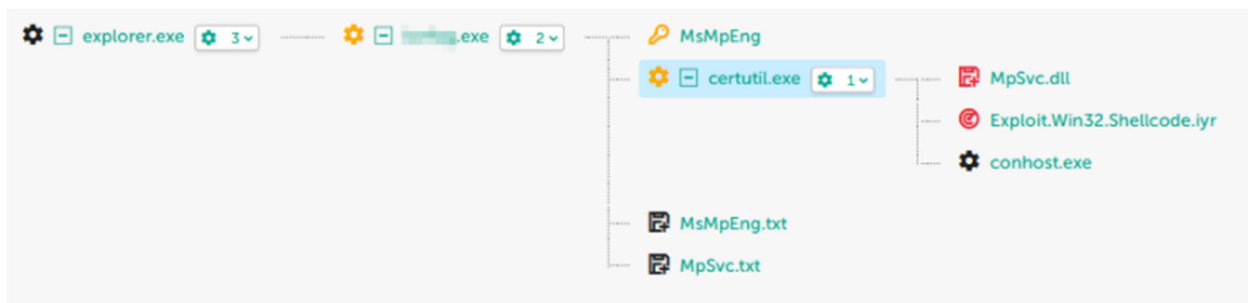 explorer.exe 3 .exe 2 MsMpEng
certutil.exe 1 MpSvc.dll
Exploit.Win32.Shellcode.iyr
conhost.exe
MsMpEng.txt
MpSvc.txt